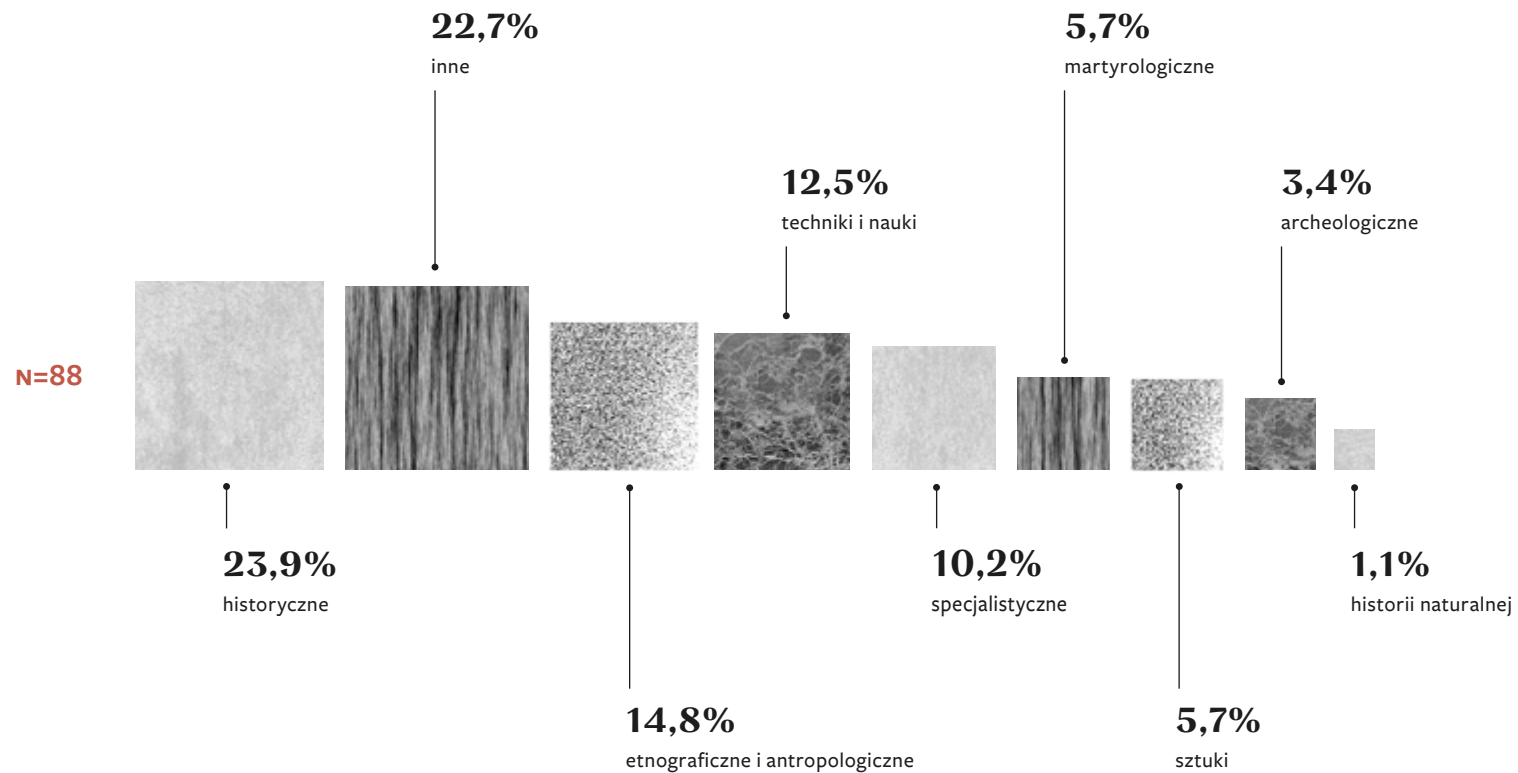 22,7%
inne
5,7%
martyrologiczne
12,5%
techniki i nauki
3,4%
archeologiczne
N=88
23,9%
historyczne
10,2%
specjalistyczne
1,1%
historii naturalnej
14,8%
etnograficzne i antropologiczne
5,7%
sztuki